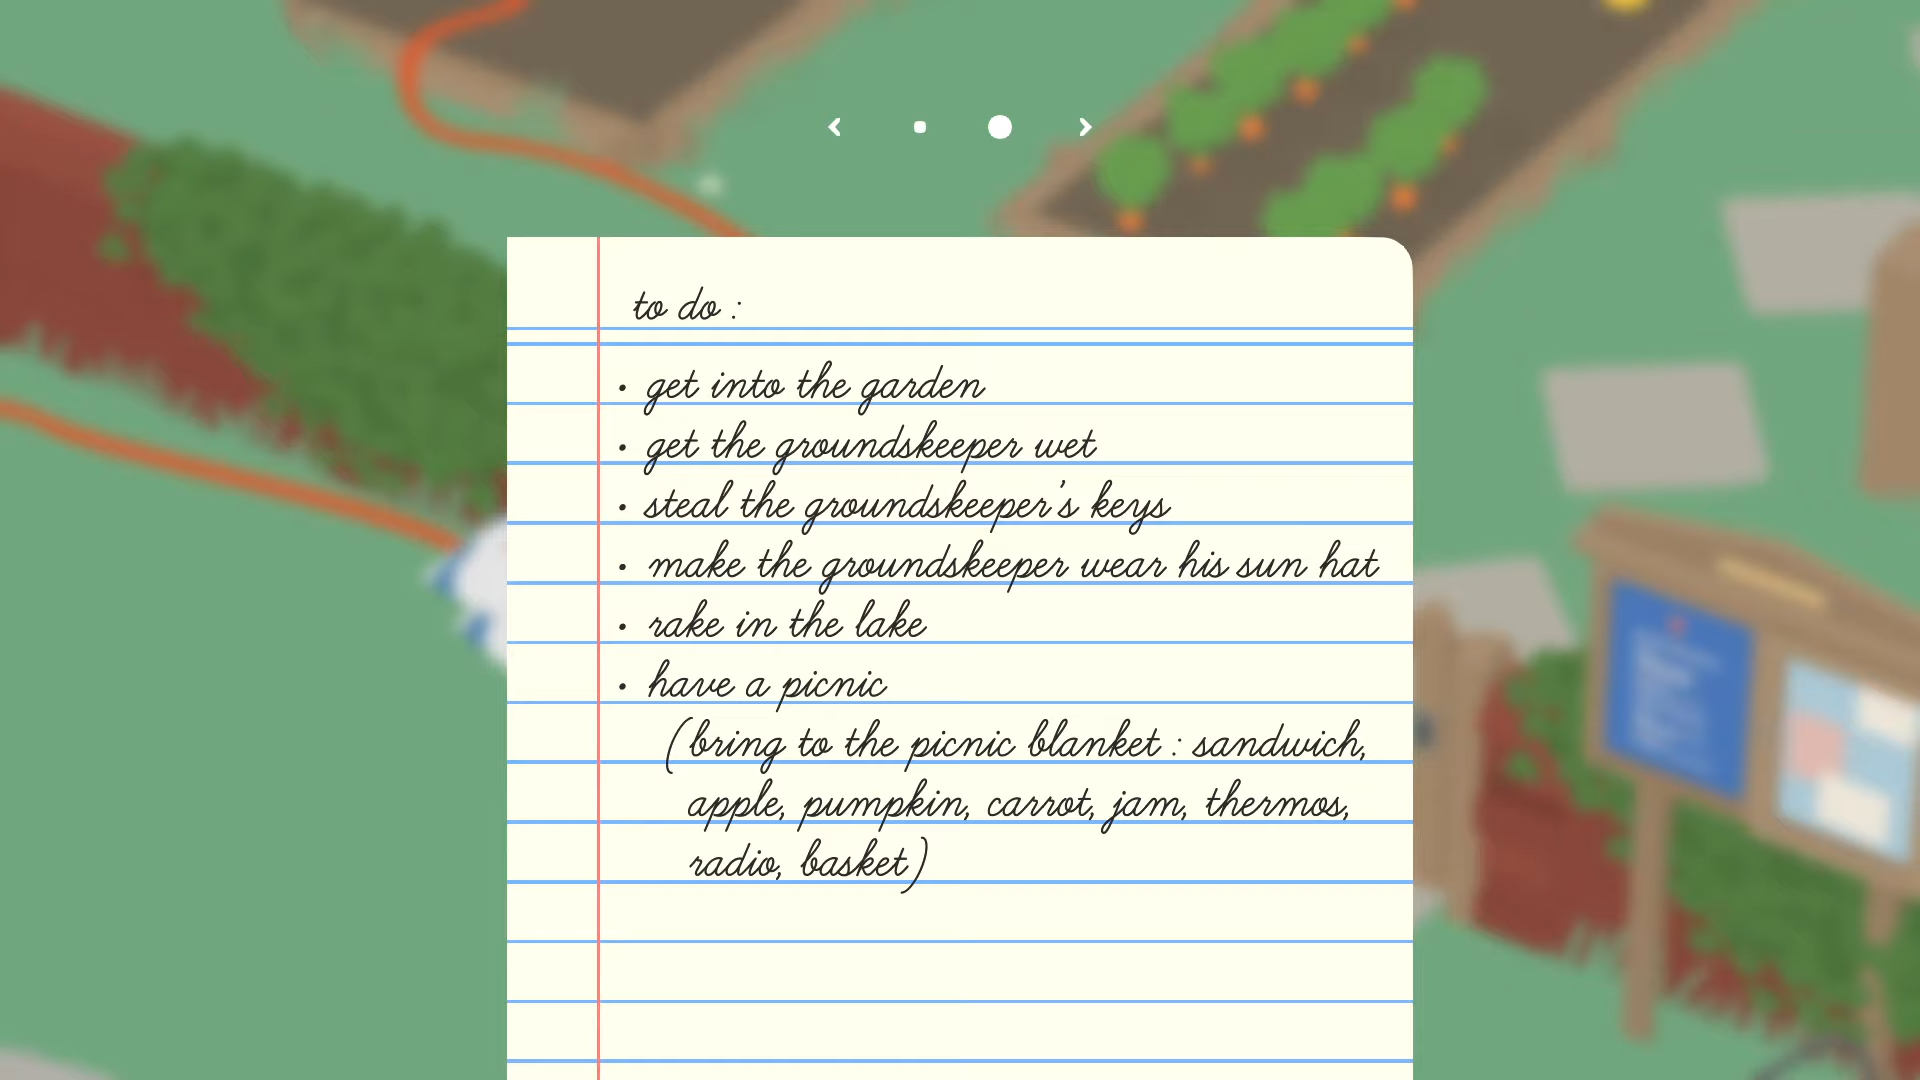 to do :
• get into the garden
• get the groundskeeper wet
• steal the groundskeeper's keys
• make the groundskeeper wear his sun hat
• rake in the lake
• have a picnic
(bring to the picnic blanket : sandwich,
apple, pumpkin, carrot, jam, thermos,
radio, basket)